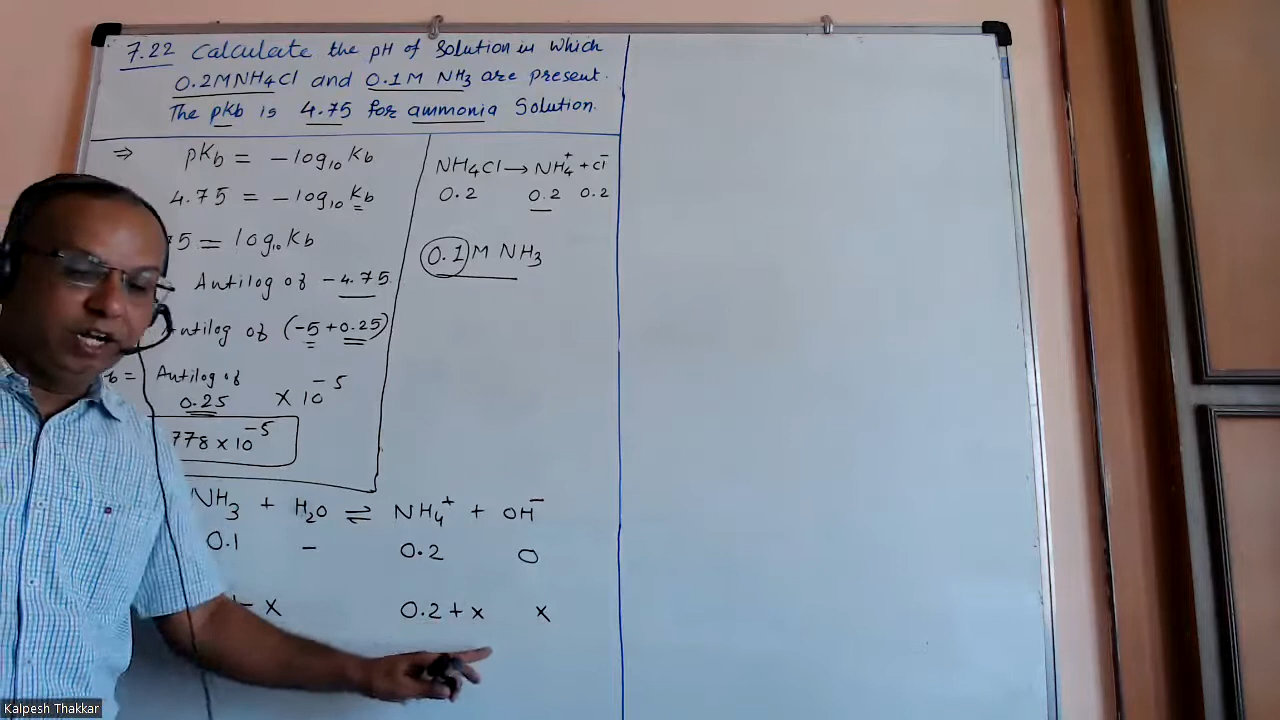 7.22 Calculate the pH of Solution in which
0.2M NH₄Cl and 0.1M NH₃ are present.
The pKb is 4.75 for ammonia Solution.
⇒ pKb = -log₁₀ Kb
4.75 = -log₁₀ Kb
75 = log₁₀ Kb
Antilog of -4.75
Antilog of (-5 + 0.25)
= Antilog of
0.25 × 10⁻⁵
778 × 10⁻⁵
NH₄Cl → NH₄⁺ + Cl⁻
0.2 0.2 0.2
0.1 M NH₃
NH₃ + H₂O ⇌ NH₄⁺ + OH⁻
0.1 - 0.2 0
- x 0.2 + x x
Kalpesh Thakkar